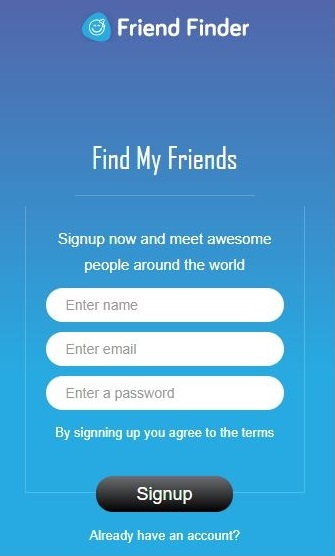 Friend Finder
Find My Friends
Signup now and meet awesome
people around the world
Enter name
Enter email
Enter a password
By signning up you agree to the terms
Signup
Already have an account?